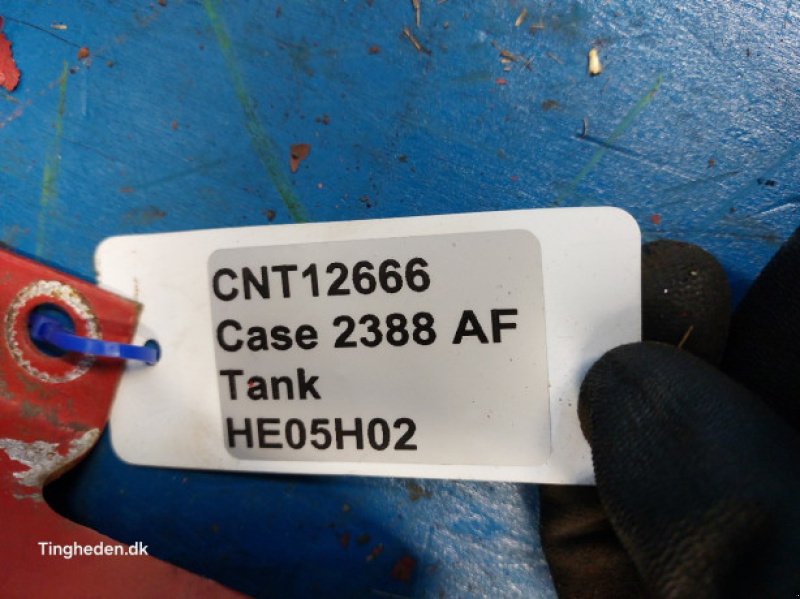 CNT12666
Case 2388 AF
Tank
HE05H02
Tingheden.dk